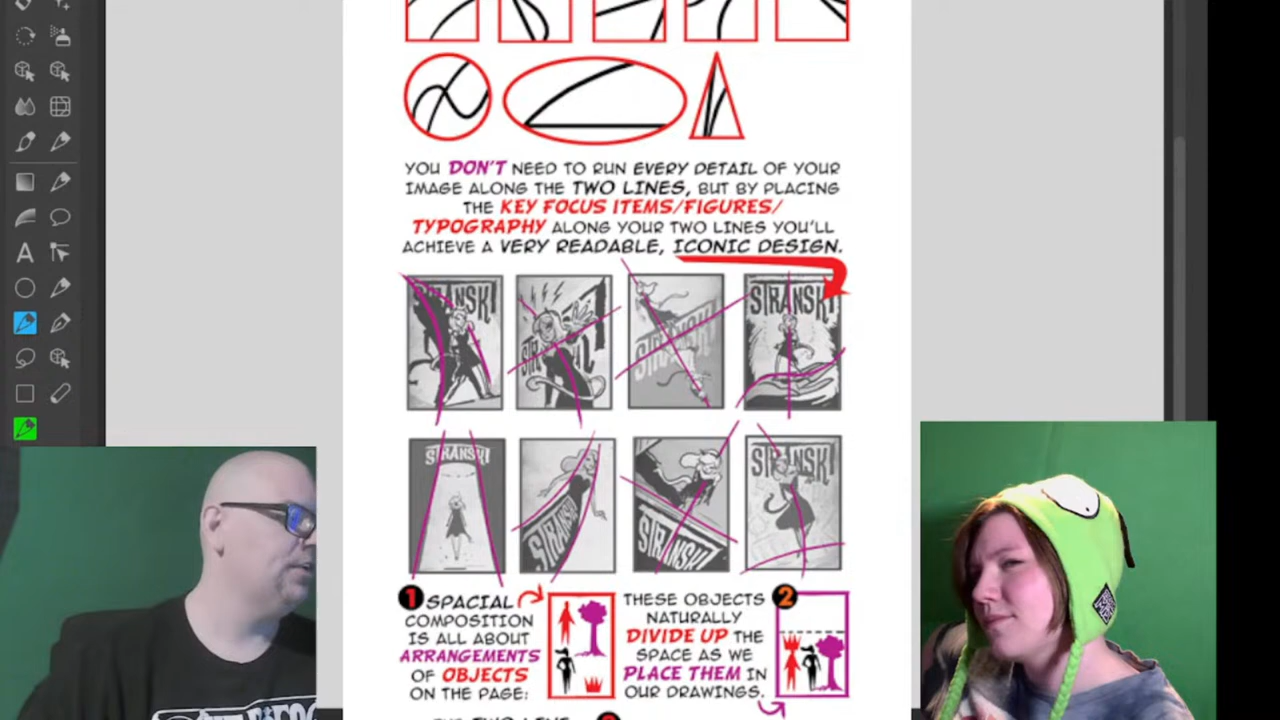 YOU DON'T NEED TO RUN EVERY DETAIL OF YOUR
IMAGE ALONG THE TWO LINES, BUT BY PLACING
THE KEY FOCUS ITEMS/FIGURES/
TYPOGRAPHY ALONG YOUR TWO LINES YOU'LL
ACHIEVE A VERY READABLE, ICONIC DESIGN.
STRANSKI
STRANSKI
STRANSKI
STRANSKI
STRANSKI
STRANSKI
STRANSKI
1 SPACIAL
COMPOSITION
IS ALL ABOUT
ARRANGEMENTS
OF OBJECTS
ON THE PAGE:
THESE OBJECTS
NATURALLY
DIVIDE UP THE
SPACE AS WE
PLACE THEM IN
OUR DRAWINGS.
2